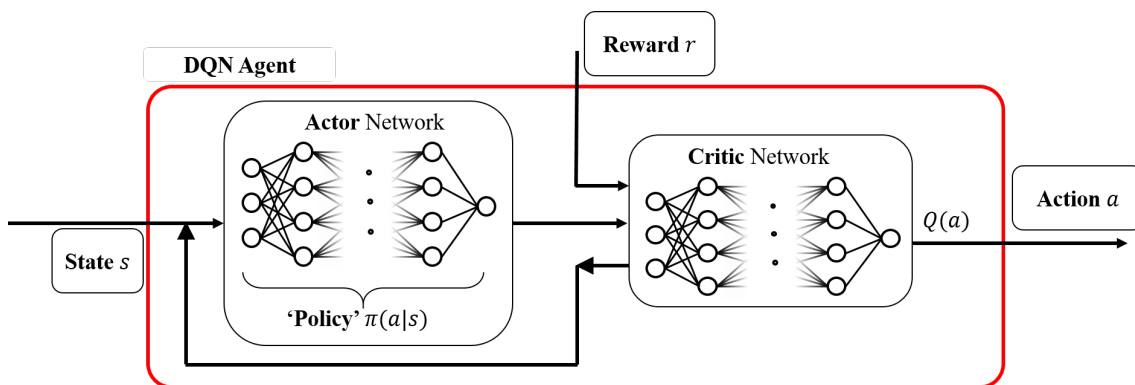 Reward r
DQN Agent
Actor Network
Critic Network
Q(a)
Action a
State s
‘Policy’ π(a|s)